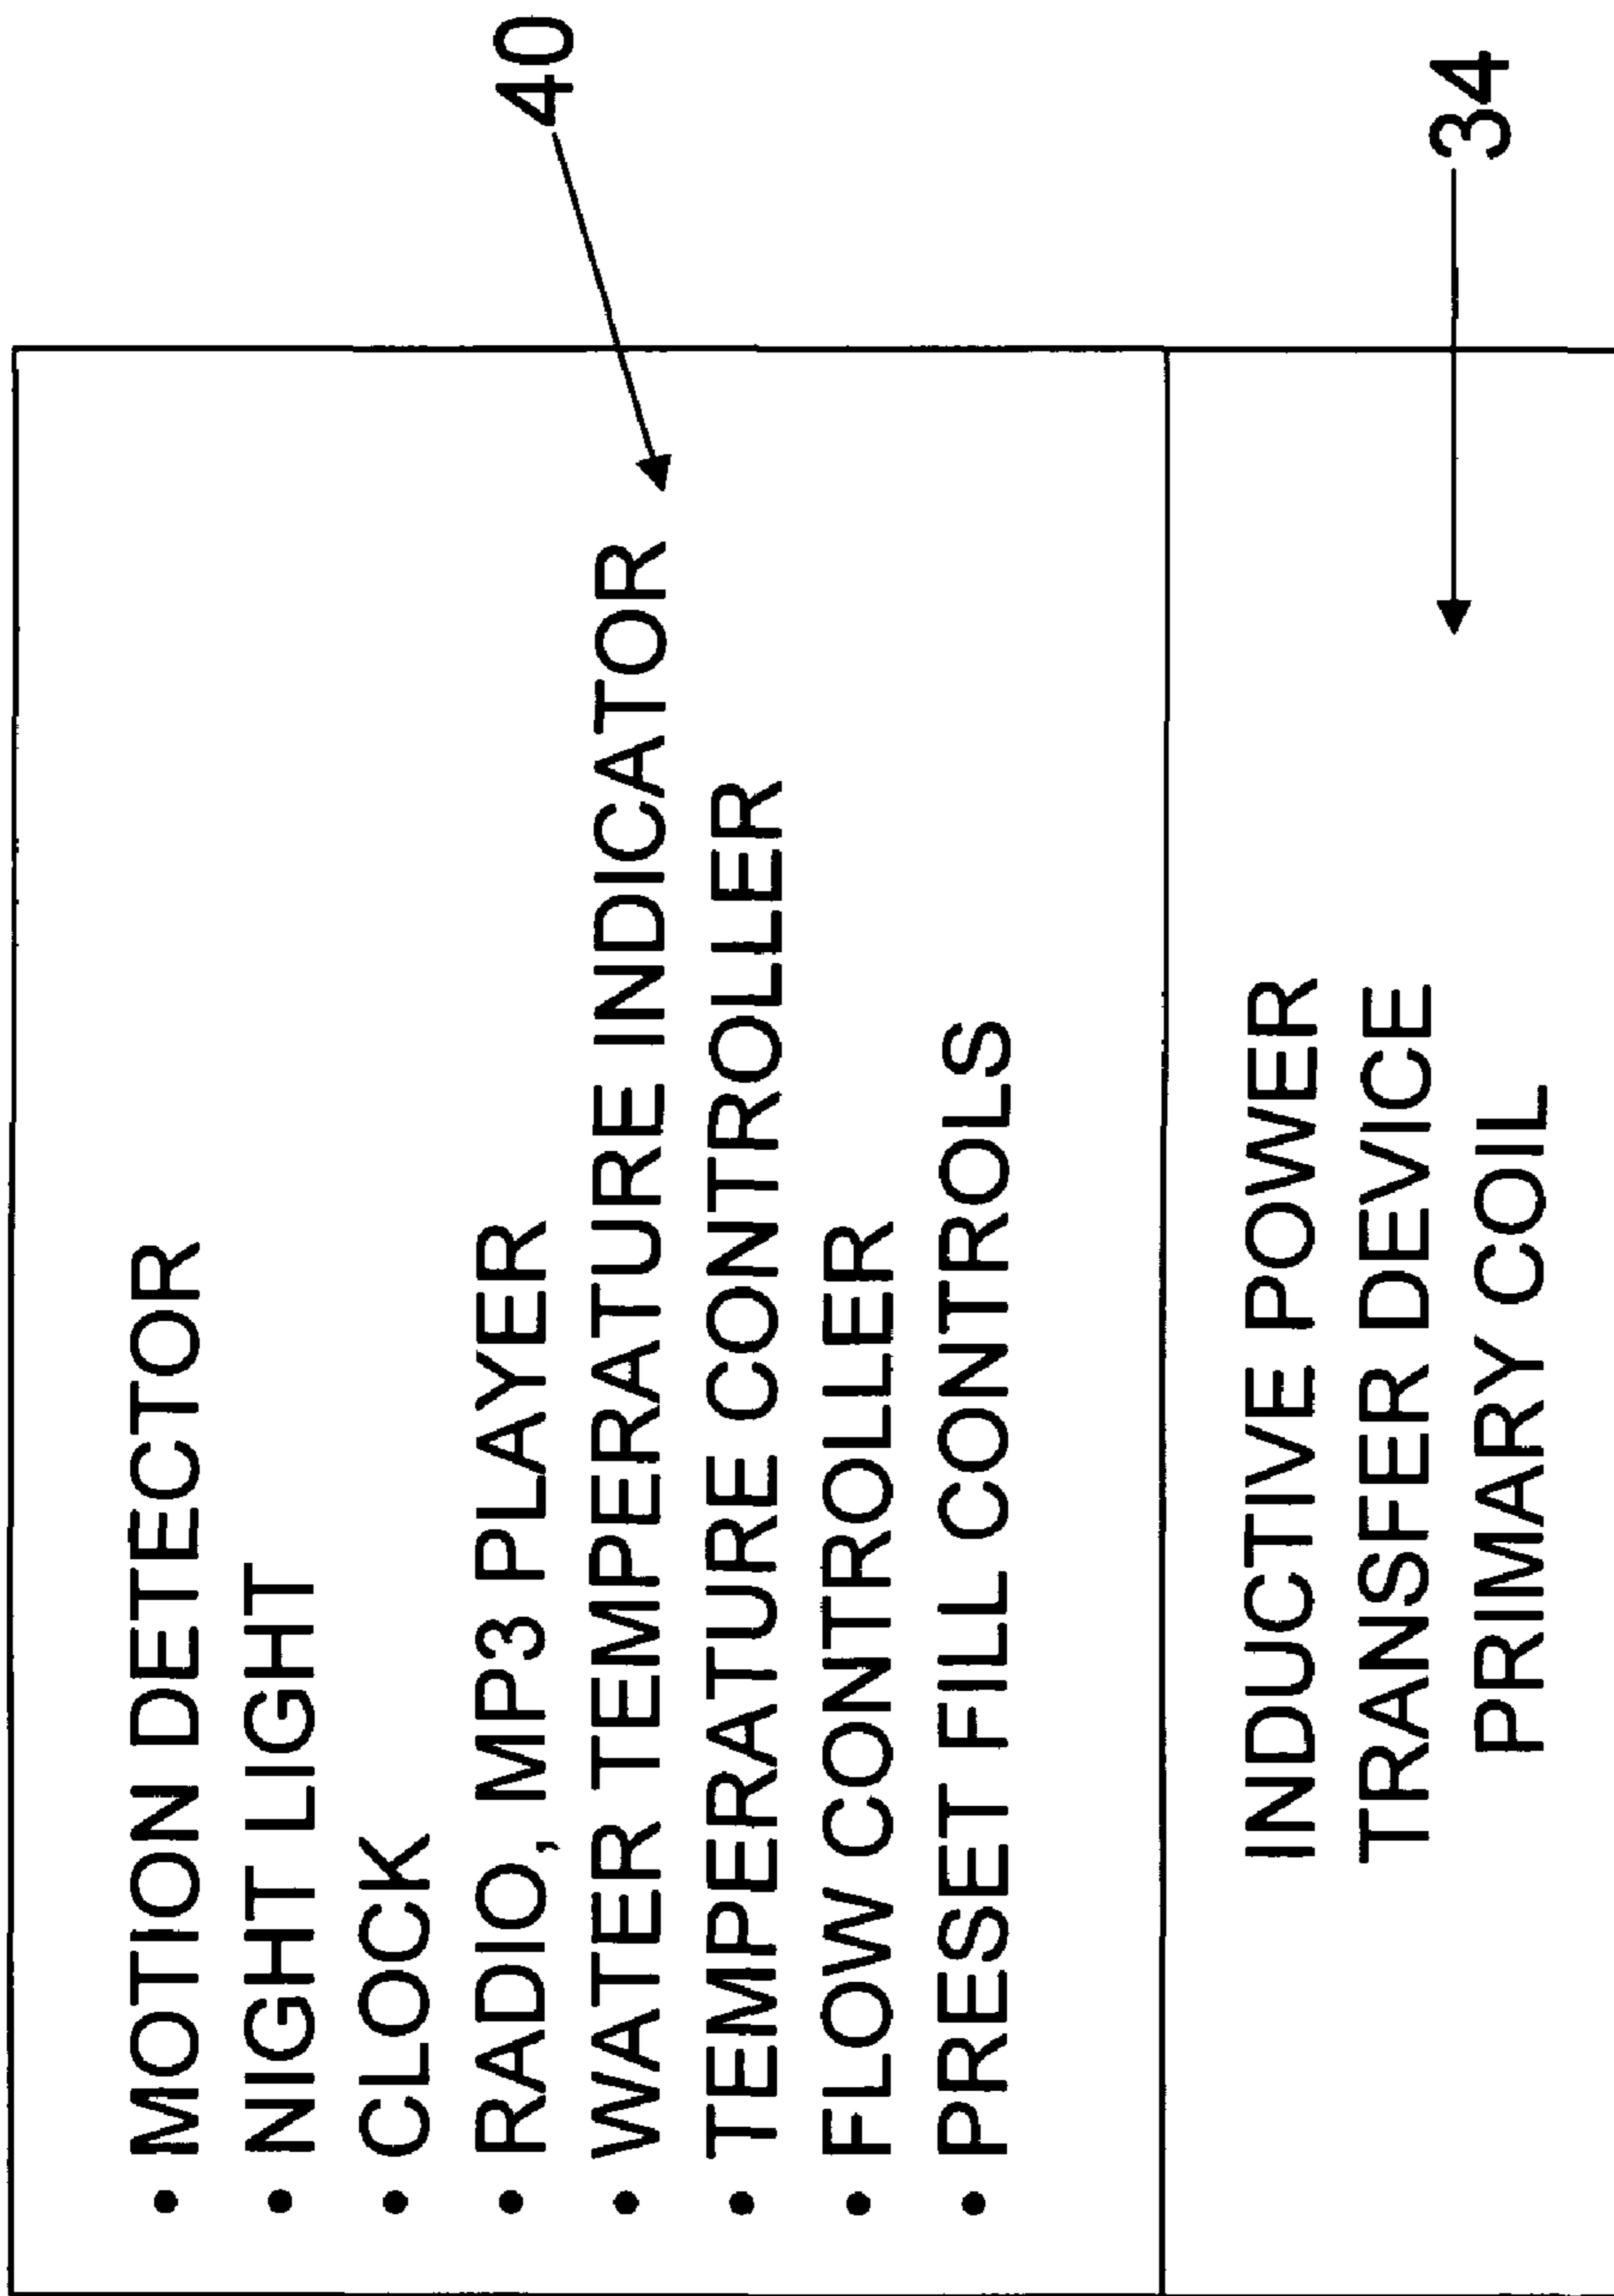 • MOTION DETECTOR
• NIGHT LIGHT
• CLOCK
• RADIO, MP3 PLAYER
• WATER TEMPERATURE INDICATOR
• TEMPERATURE CONTROLLER
• FLOW CONTROLLER
• PRESET FILL CONTROLS
40
INDUCTIVE POWER
TRANSFER DEVICE
PRIMARY COIL
34